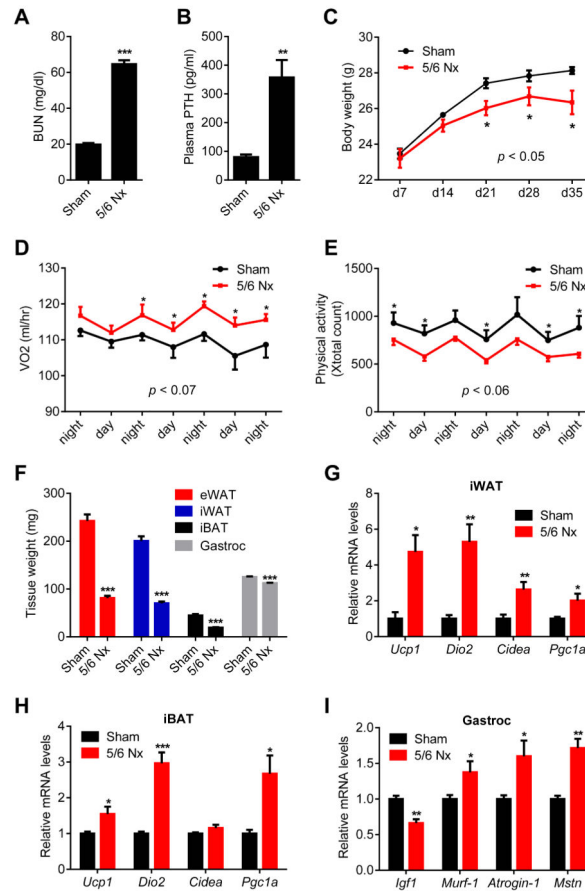 A
BUN (mg/dl)
80
60
40
20
0
***
Sham
5/6 Nx
B
Plasma PTH (pg/ml)
500
400
300
200
100
0
**
Sham
5/6 Nx
C
Body weight (g)
30
28
26
24
22
Sham
5/6 Nx
* * *
p < 0.05
d7 d14 d21 d28 d35
D
VO2 (ml/hr)
130
120
110
100
90
Sham
5/6 Nx
* * * * *
p < 0.07
night day night day night day night
E
Physical activity
(Xtotal count)
1500
1000
500
0
Sham
5/6 Nx
* * * * *
p < 0.06
night day night day night day night
F
Tissue weight (mg)
300
200
100
0
eWAT
iWAT
iBAT
Gastroc
*** *** *** ***
Sham 5/6 Nx Sham 5/6 Nx Sham 5/6 Nx Sham 5/6 Nx
G
iWAT
Relative mRNA levels
8
6
4
2
0
Sham
5/6 Nx
* ** ** *
Ucp1 Dio2 Cidea Pgc1a
H
iBAT
Relative mRNA levels
4
3
2
1
0
Sham
5/6 Nx
* *** *
Ucp1 Dio2 Cidea Pgc1a
I
Gastroc
Relative mRNA levels
2.0
1.5
1.0
0.5
0.0
Sham
5/6 Nx
** * * **
Igf1 Murf-1 Atrogin-1 Mstn